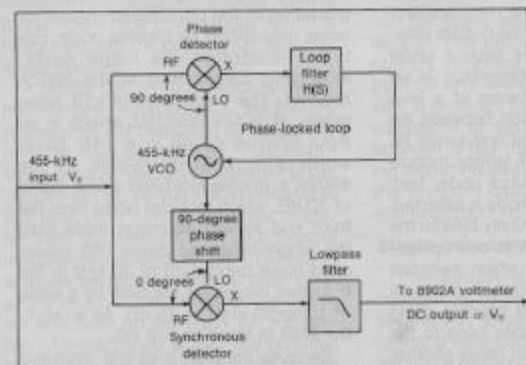 Phase
detector
RF
X
Loop
filter
H(S)
90 degrees
LO
Phase-locked loop
455-kHz
input
455-kHz
VCO
90-degree
phase
shift
0 degrees
LO
Lowpass
filter
X
RF
To 8902A voltmeter
DC output α
Synchronous
detector